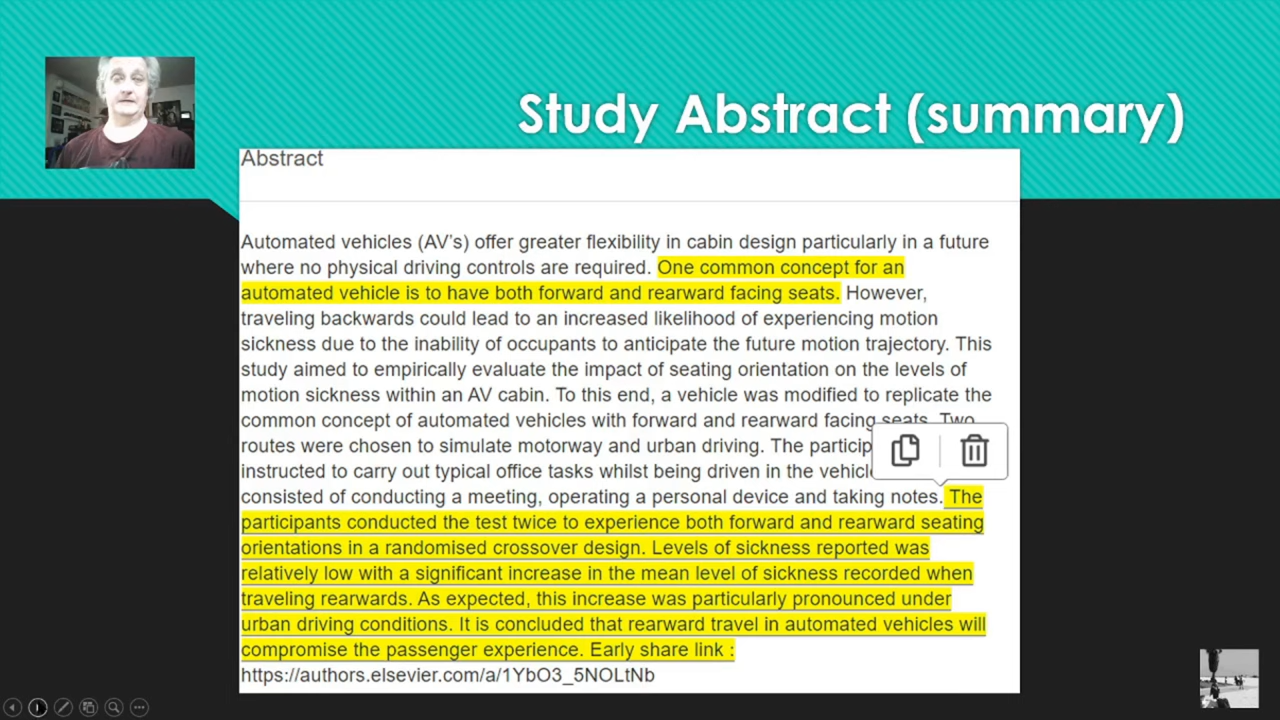 Study Abstract (summary)
Abstract
Automated vehicles (AV's) offer greater flexibility in cabin design particularly in a future
where no physical driving controls are required. One common concept for an
automated vehicle is to have both forward and rearward facing seats. However,
traveling backwards could lead to an increased likelihood of experiencing motion
sickness due to the inability of occupants to anticipate the future motion trajectory. This
study aimed to empirically evaluate the impact of seating orientation on the levels of
motion sickness within an AV cabin. To this end, a vehicle was modified to replicate the
common concept of automated vehicles with forward and rearward facing seats. Two
routes were chosen to simulate motorway and urban driving. The particip
instructed to carry out typical office tasks whilst being driven in the vehicl
consisted of conducting a meeting, operating a personal device and taking notes. The
participants conducted the test twice to experience both forward and rearward seating
orientations in a randomised crossover design. Levels of sickness reported was
relatively low with a significant increase in the mean level of sickness recorded when
traveling rearwards. As expected, this increase was particularly pronounced under
urban driving conditions. It is concluded that rearward travel in automated vehicles will
compromise the passenger experience. Early share link :
https://authors.elsevier.com/a/1YbO3_5NOLtNb